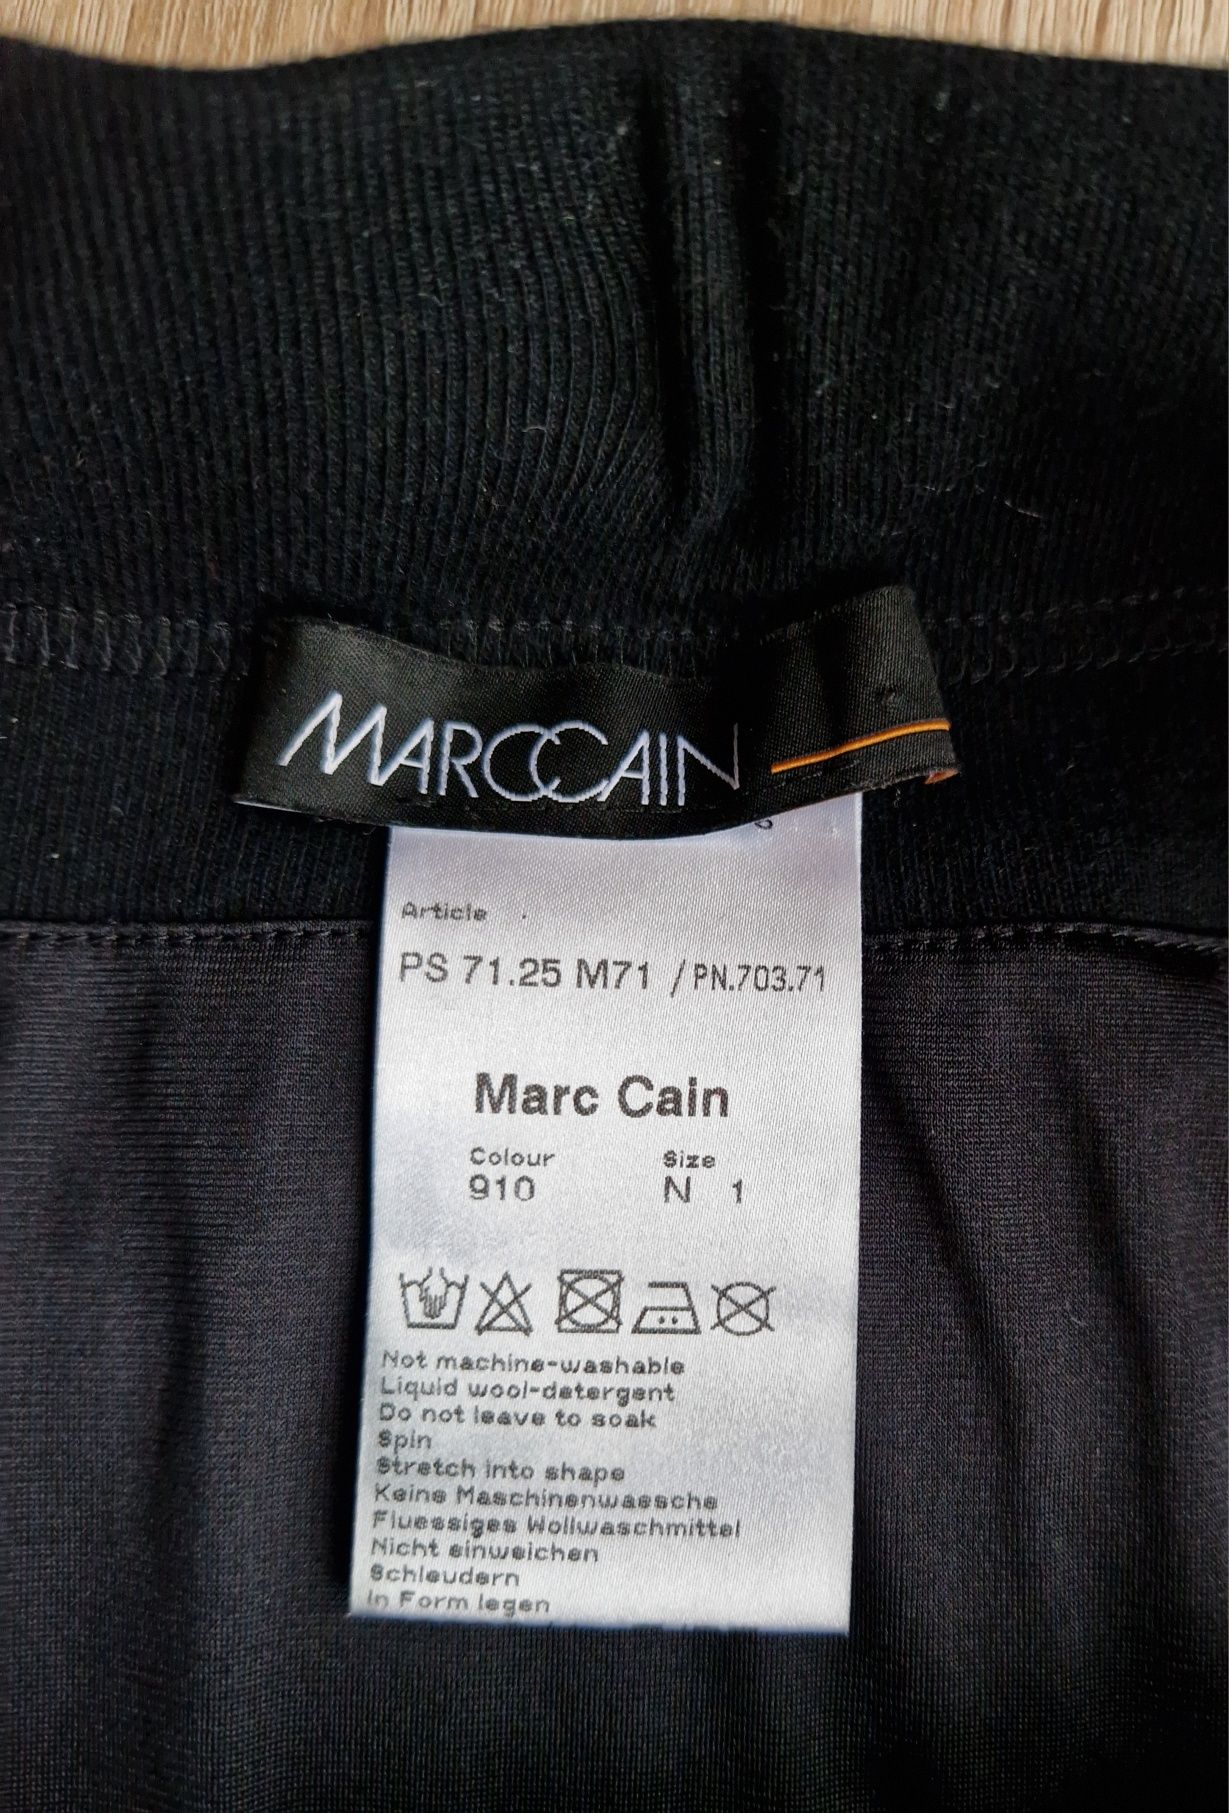 MARCCAIN
Article
PS 71.25 M71 / PN.703.71
Marc Cain
Colour Size
910 N 1
Not machine-washable
Liquid wool-detergent
Do not leave to soak
Spin
Stretch into shape
Keine Maschinenwaesche
Fluessiges Wollwaschmittel
Nicht einweichen
Schleudern
In Form legen